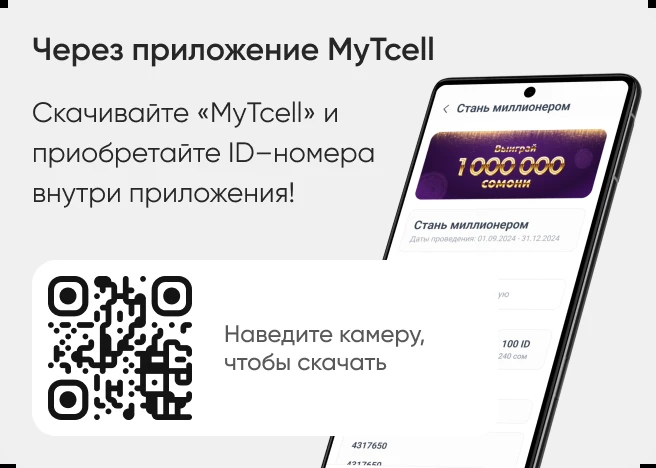 Через приложение MyTcell
Скачивайте «MyTcell» и
приобретайте ID–номера
внутри приложения!
Стань миллионером
Выиграй
1 000 000
СОМОНИ
Стань миллионером
Даты проведения: 01.09.2024 - 31.12.2024
ую
100 ID
240 сом
Наведите камеру,
чтобы скачать
4317650
4317650